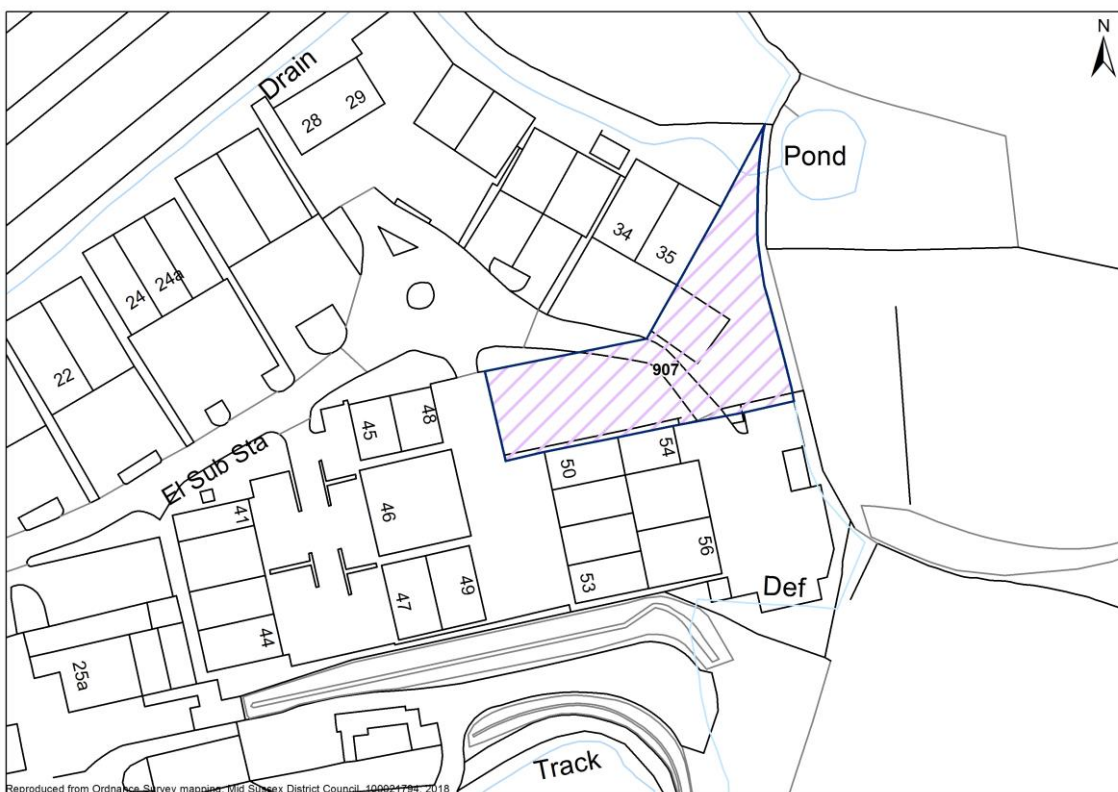 N
Drain
28
29
Pond
34
35
24
24a
22
907
45
48
50
54
El Sub Sta
41
46
56
53
47
49
Def
44
25a
Track
Reproduced from Ordnance Survey mapping. Mid Sussex District Council. 100021794. 2018